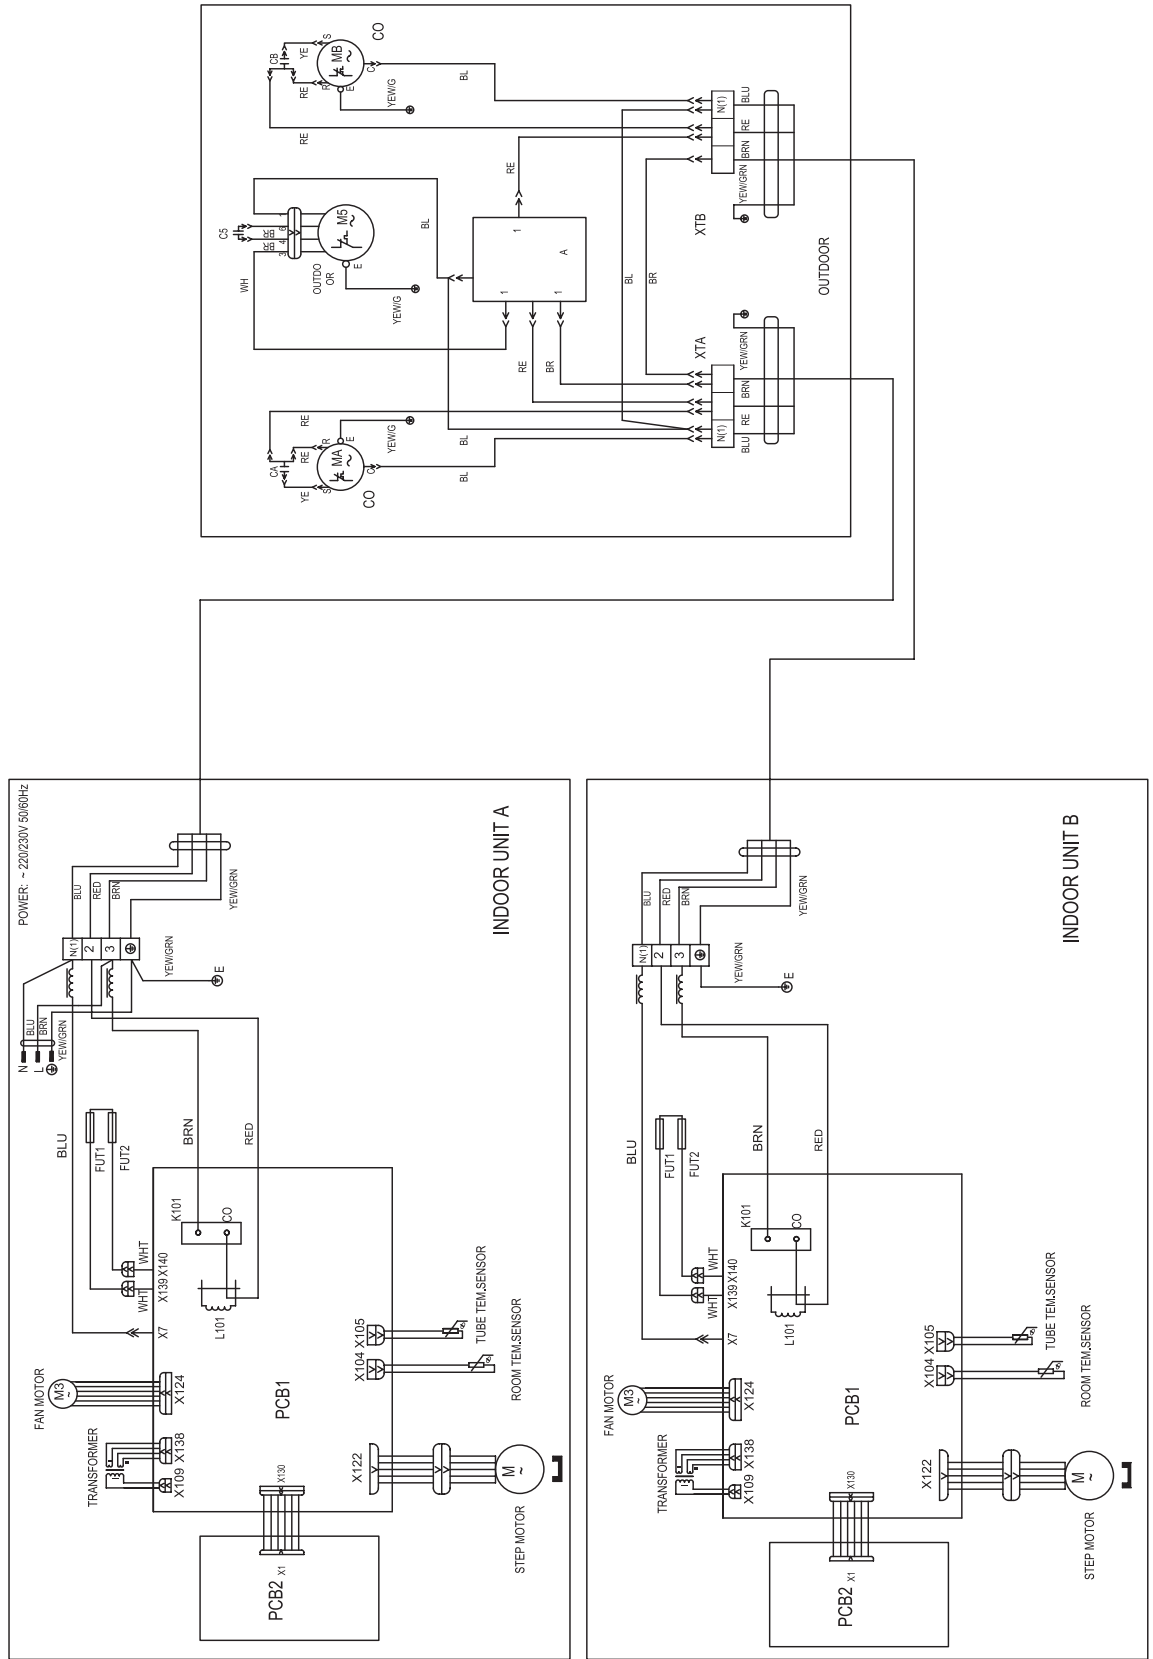 CO
MB
CB
YE
S
R
RE
E
C
YEW/G
BL
RE
RE
C5
M5
1
6
4
3
OUTDO
OR
E
WH
BL
YEW/G
1
A
1
1
RE
BR
BL
BR
N(1)
BLU
RE
BRN
YEW/GRN
XTB
OUTDOOR
XTA
YEW/GRN
BRN
RE
BLU
N(1)
RE
CA
RE
YE
R
E
S
C
MA
CO
YEW/G
BL
BL
POWER: ~ 220/230V 50/60Hz
INDOOR UNIT A
BLU
RED
BRN
YEW/GRN
N(1)
2
3
YEW/GRN
E
N
L
BLU
BRN
YEW/GRN
BLU
FUT1
FUT2
BRN
RED
K101
CO
WHT
WHT
X139
X140
X7
L101
FAN MOTOR
M3
~
X124
X105
X104
TUBE TEM.SENSOR
ROOM TEM.SENSOR
PCB1
TRANSFORMER
X138
X109
X122
X130
M
~
STEP MOTOR
PCB2
X1
INDOOR UNIT B
BLU
RED
BRN
YEW/GRN
N(1)
2
3
YEW/GRN
E
BLU
FUT1
FUT2
BRN
RED
K101
CO
WHT
WHT
X139
X140
X7
L101
FAN MOTOR
M3
~
X124
X105
X104
TUBE TEM.SENSOR
ROOM TEM.SENSOR
PCB1
TRANSFORMER
X138
X109
X122
X130
M
~
STEP MOTOR
PCB2
X1